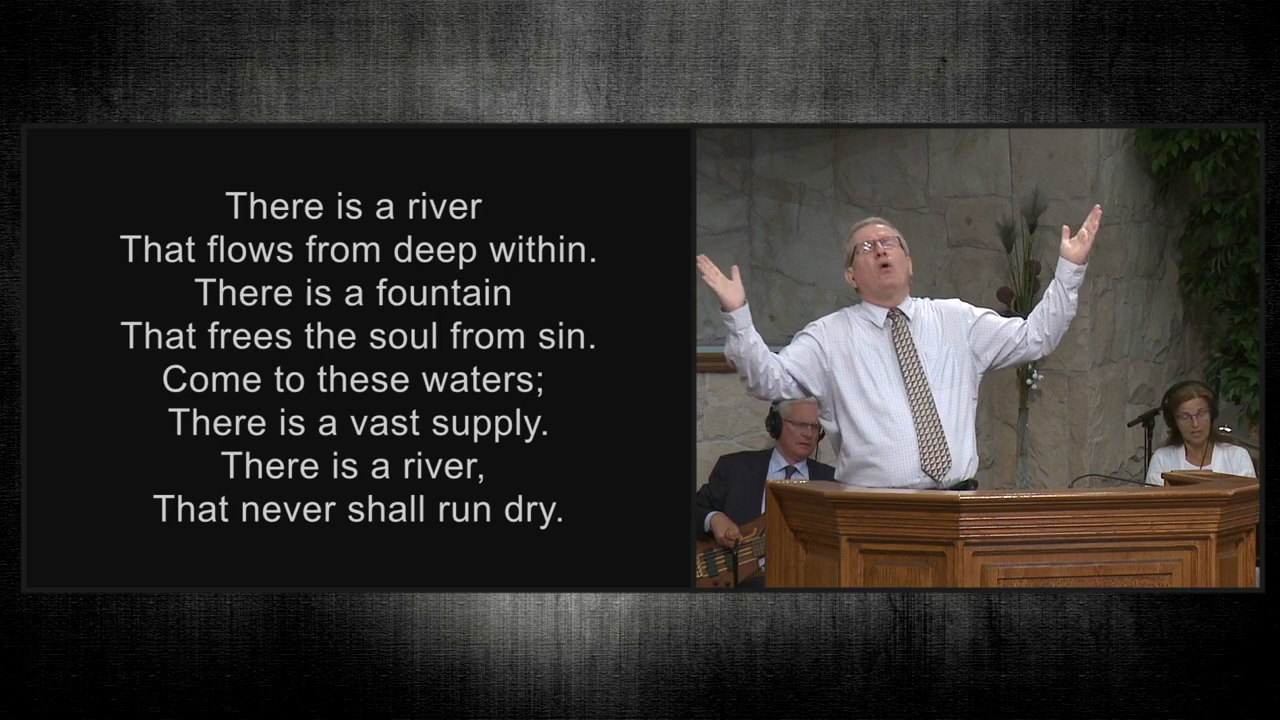 There is a river
That flows from deep within.
There is a fountain
That frees the soul from sin.
Come to these waters;
There is a vast supply.
There is a river,
That never shall run dry.